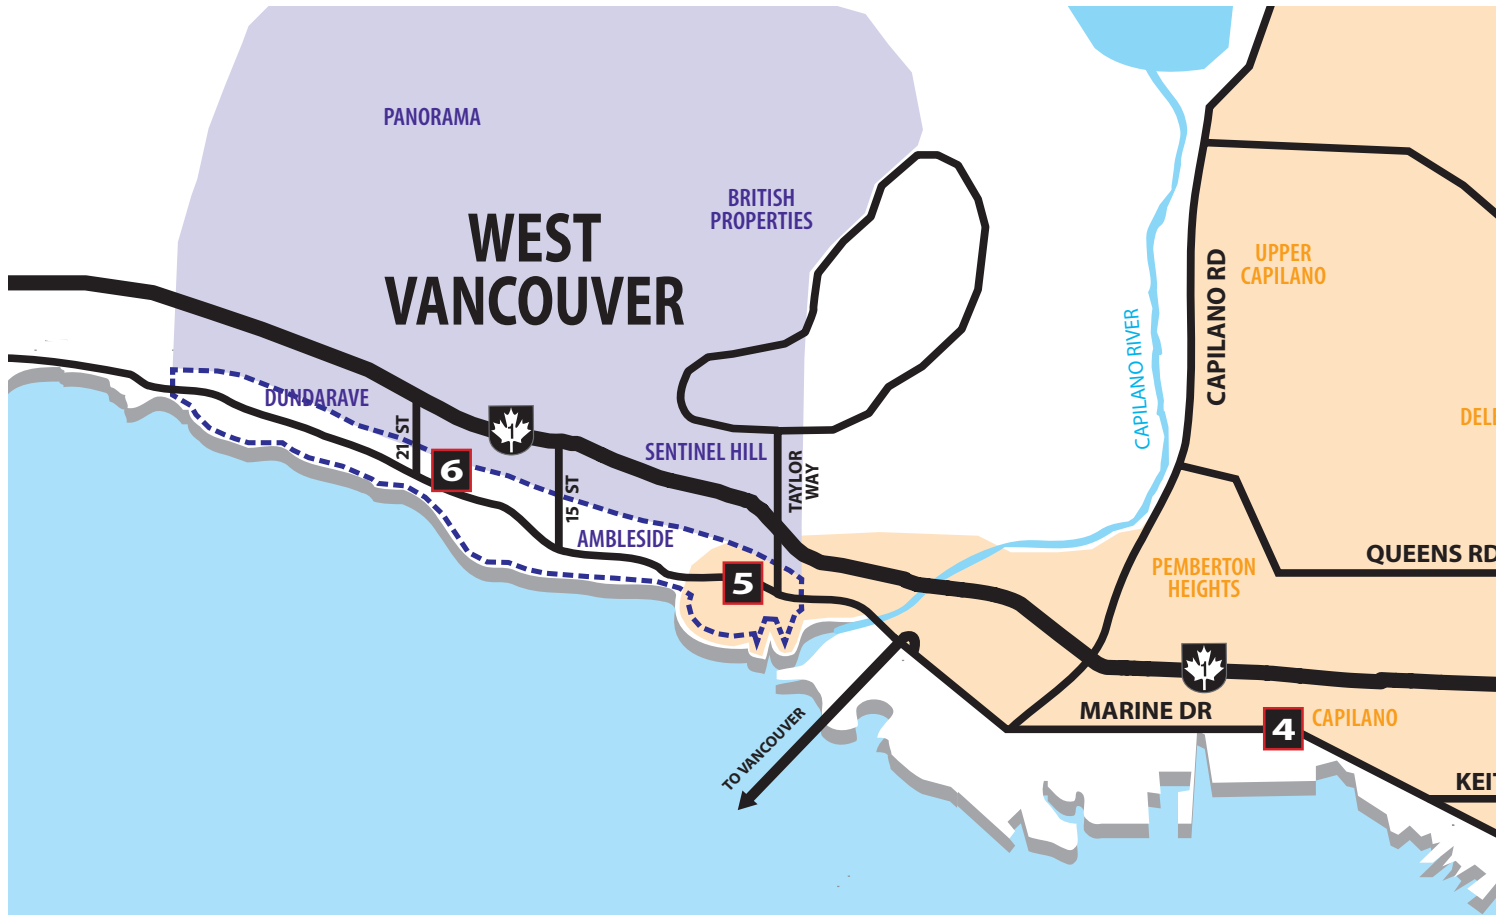 PANORAMA
BRITISH
PROPERTIES
WEST
VANCOUVER
UPPER
CAPILANO
CAPILANO RD
CAPILANO RIVER
DUNDARAVE
21 ST
1
6
SENTINEL HILL
TAYLOR
WAY
15 ST
AMBLESIDE
5
QUEENS RD
PEMBERTON
HEIGHTS
1
MARINE DR
4
CAPILANO
TO VANCOUVER